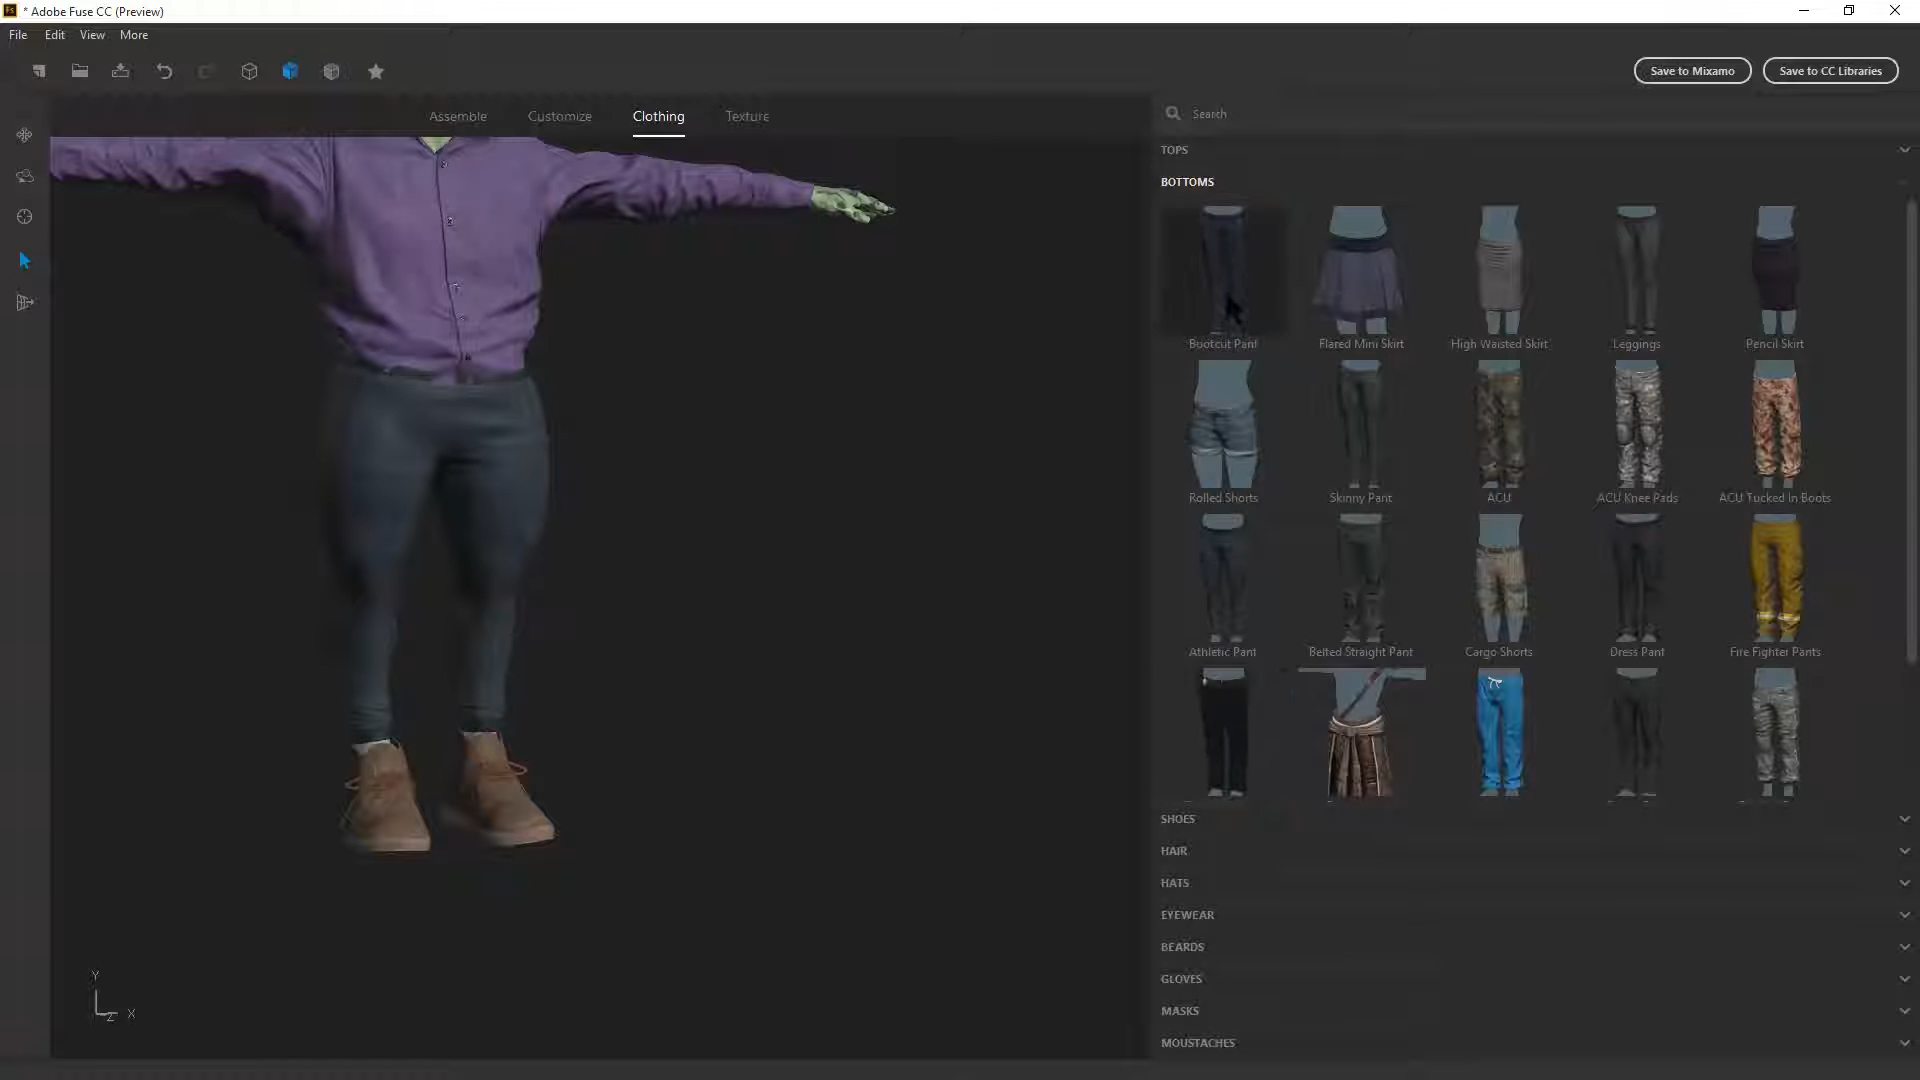 Fs * Adobe Fuse CC (Preview)
File Edit View More
Save to Mixamo Save to CC Libraries
Assemble Customize Clothing Texture
Search
TOPS
BOTTOMS
Bootcut Pant Flared Mini Skirt High Waisted Skirt Leggings Pencil Skirt
Rolled Shorts Skinny Pant ACU ACU Knee Pads ACU Tucked In Boots
Athletic Pant Belted Straight Pant Cargo Shorts Dress Pant Fire Fighter Pants
SHOES
HAIR
HATS
EYEWEAR
BEARDS
GLOVES
MASKS
MOUSTACHES
Y
Z X